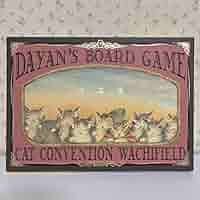 DAYAN'S BOARD GAME
CAT CONVENTION WACHIFIELD